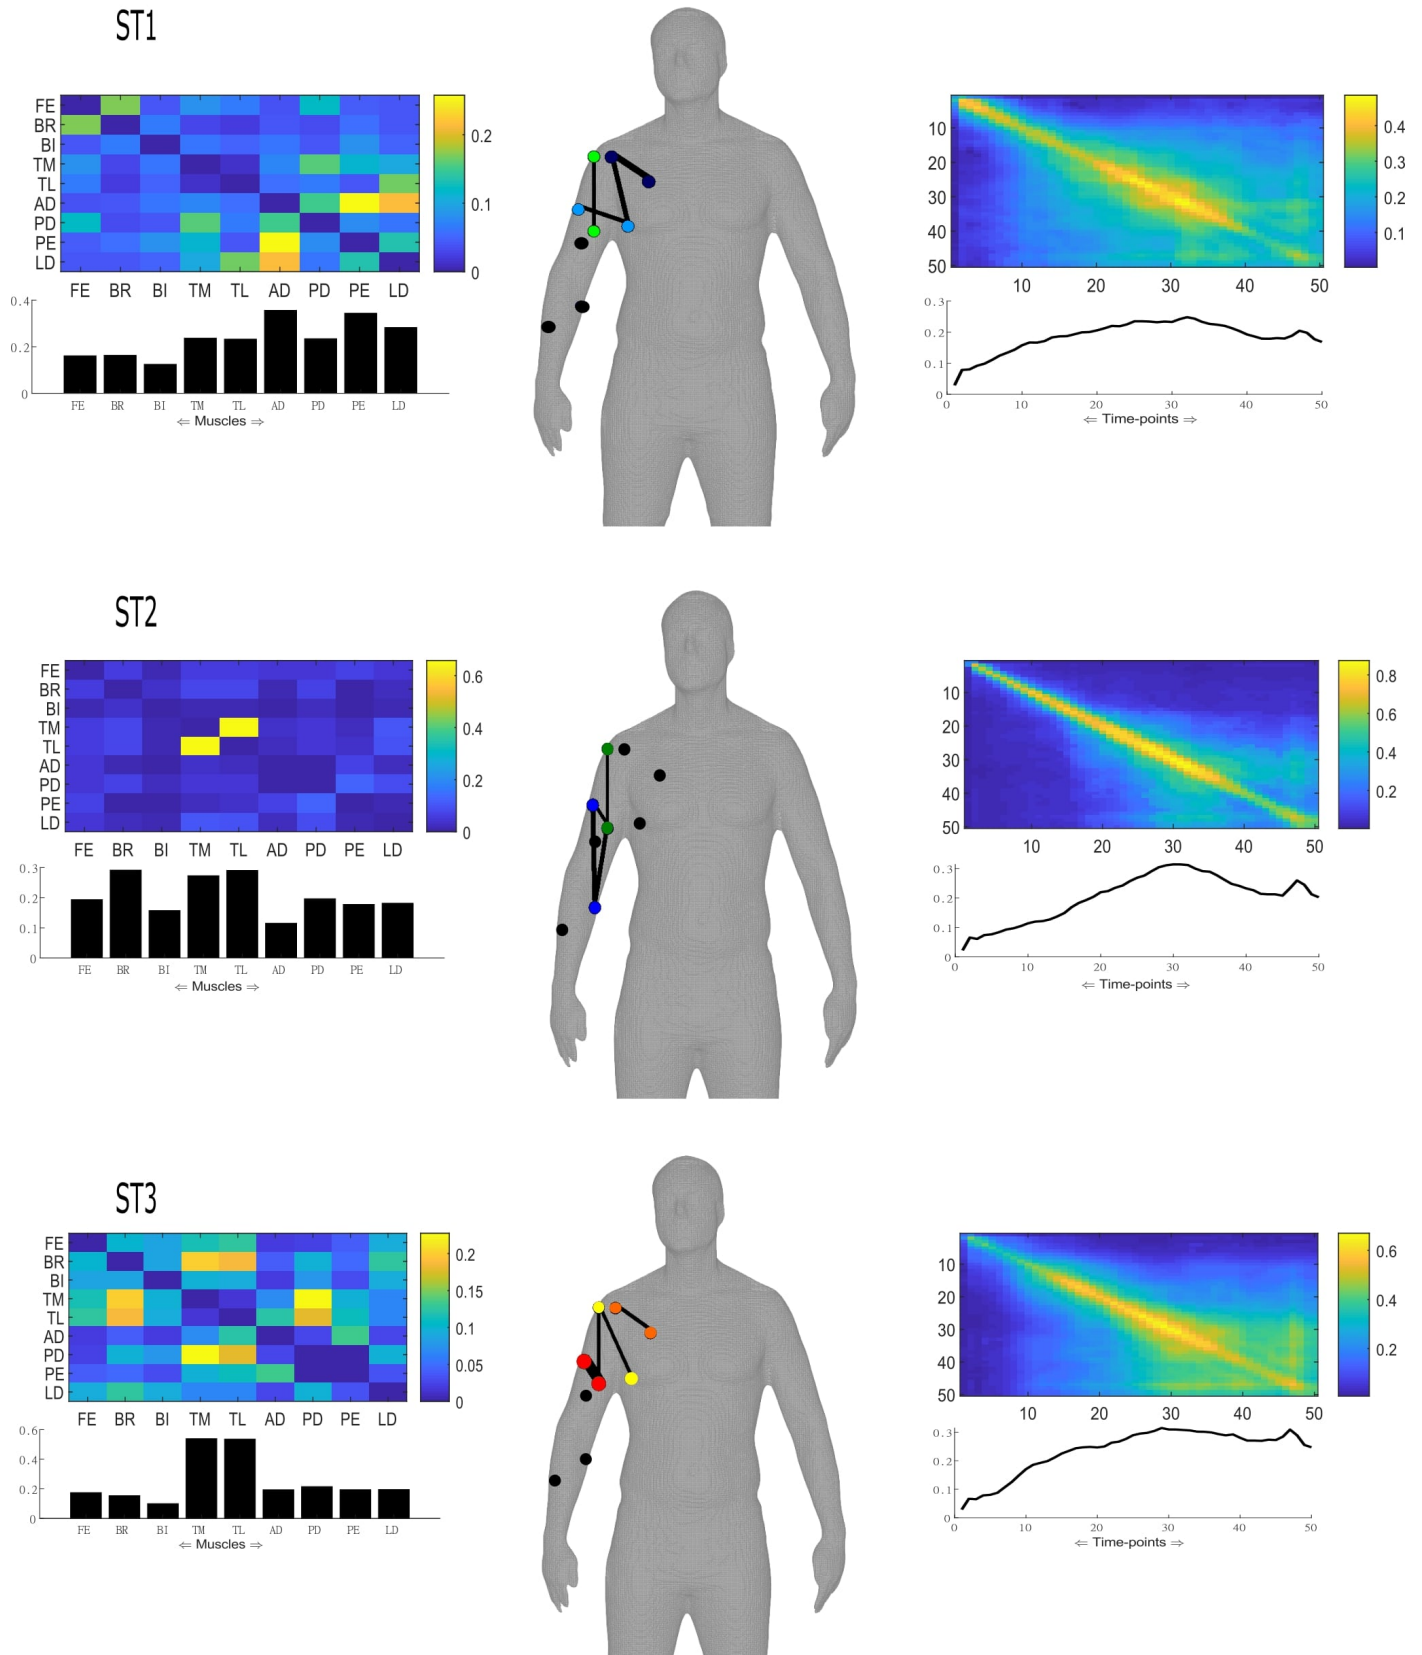 ST1
FE
BR
BI
TM
TL
AD
PD
PE
LD
FE BR BI TM TL AD PD PE LD
0.2
0.1
0
0.4
0.2
0
FE BR BI TM TL AD PD PE LD
⇐ Muscles ⇒
10
20
30
40
50
10 20 30 40 50
0.4
0.3
0.2
0.1
0.3
0.2
0.1
0
0 10 20 30 40 50
⇐ Time-points ⇒
ST2
FE
BR
BI
TM
TL
AD
PD
PE
LD
FE BR BI TM TL AD PD PE LD
0.6
0.4
0.2
0
0.3
0.2
0.1
0
FE BR BI TM TL AD PD PE LD
⇐ Muscles ⇒
10
20
30
40
50
10 20 30 40 50
0.8
0.6
0.4
0.2
0.3
0.2
0.1
0
0 10 20 30 40 50
⇐ Time-points ⇒
ST3
FE
BR
BI
TM
TL
AD
PD
PE
LD
FE BR BI TM TL AD PD PE LD
0.2
0.15
0.1
0.05
0
0.6
0.4
0.2
0
FE BR BI TM TL AD PD PE LD
⇐ Muscles ⇒
10
20
30
40
50
10 20 30 40 50
0.6
0.4
0.2
0.3
0.2
0.1
0
0 10 20 30 40 50
⇐ Time-points ⇒